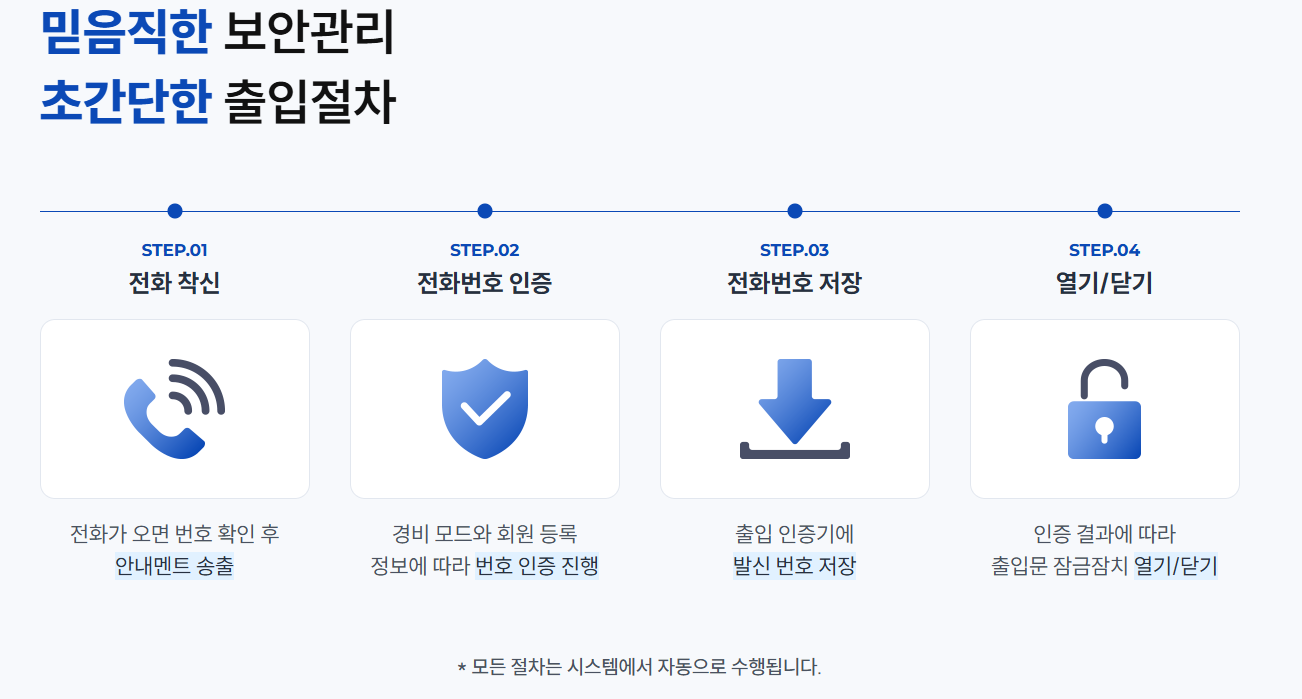 믿음직한 보안관리
초간단한 출입절차
STEP.01
전화 착신
STEP.02
전화번호 인증
STEP.03
전화번호 저장
STEP.04
열기/닫기
전화가 오면 번호 확인 후
안내멘트 송출
경비 모드와 회원 등록
정보에 따라 번호 인증 진행
출입 인증기에
발신 번호 저장
인증 결과에 따라
출입문 잠금잠치 열기/닫기
* 모든 절차는 시스템에서 자동으로 수행됩니다.